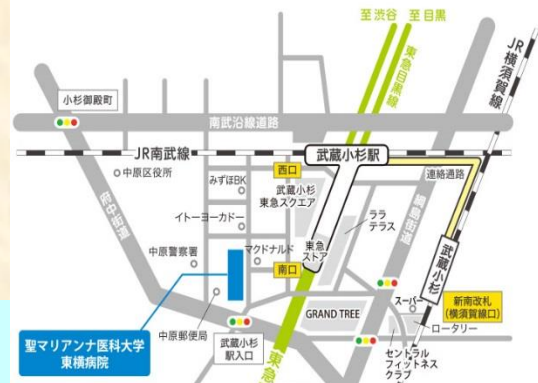 至渋谷 至目黒
東急目黒線
JR横須賀線
小杉御殿町
南武沿線道路
JR南武線
武蔵小杉駅
中原区役所
みずほBK
西口
武蔵小杉
東急スクエア
連絡通路
綱島街道
府中街道
イトーヨーカドー
ララ
テラス
武蔵小杉
中原警察署
マクドナルド
東急
ストア
南口
スーパー
新南改札
(横須賀線口)
GRAND TREE
ロータリー
中原郵便局
武蔵小杉
駅入口
セントラル
フィットネス
クラブ
聖マリアンナ医科大学
東横病院
東急